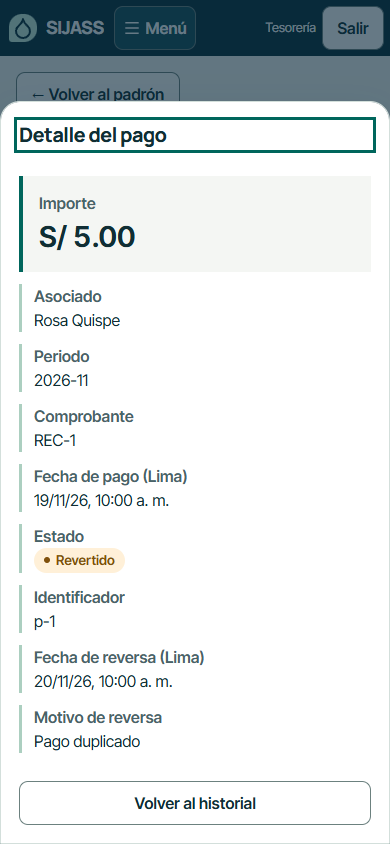 SIJASS
Menú
Tesorería
Salir
← Volver al padrón
Detalle del pago
Importe
S/ 5.00
Asociado
Rosa Quispe
Periodo
2026-11
Comprobante
REC-1
Fecha de pago (Lima)
19/11/26, 10:00 a. m.
Estado
Revertido
Identificador
p-1
Fecha de reversa (Lima)
20/11/26, 10:00 a. m.
Motivo de reversa
Pago duplicado
Volver al historial